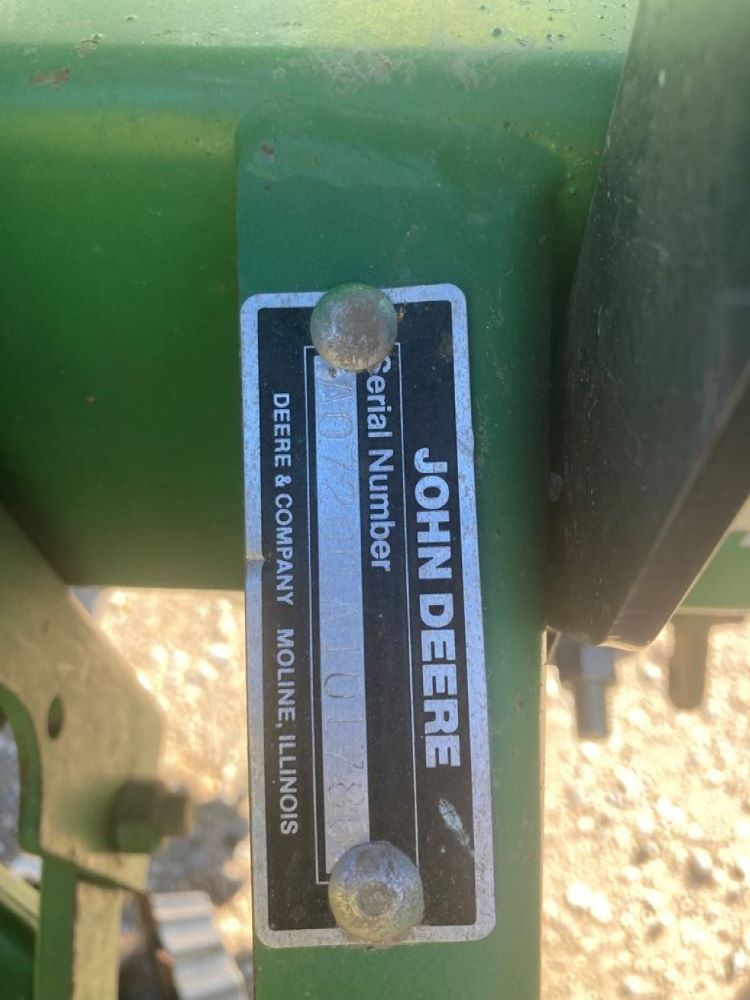 JOHN DEERE
Serial Number
DEERE & COMPANY MOLINE, ILLINOIS